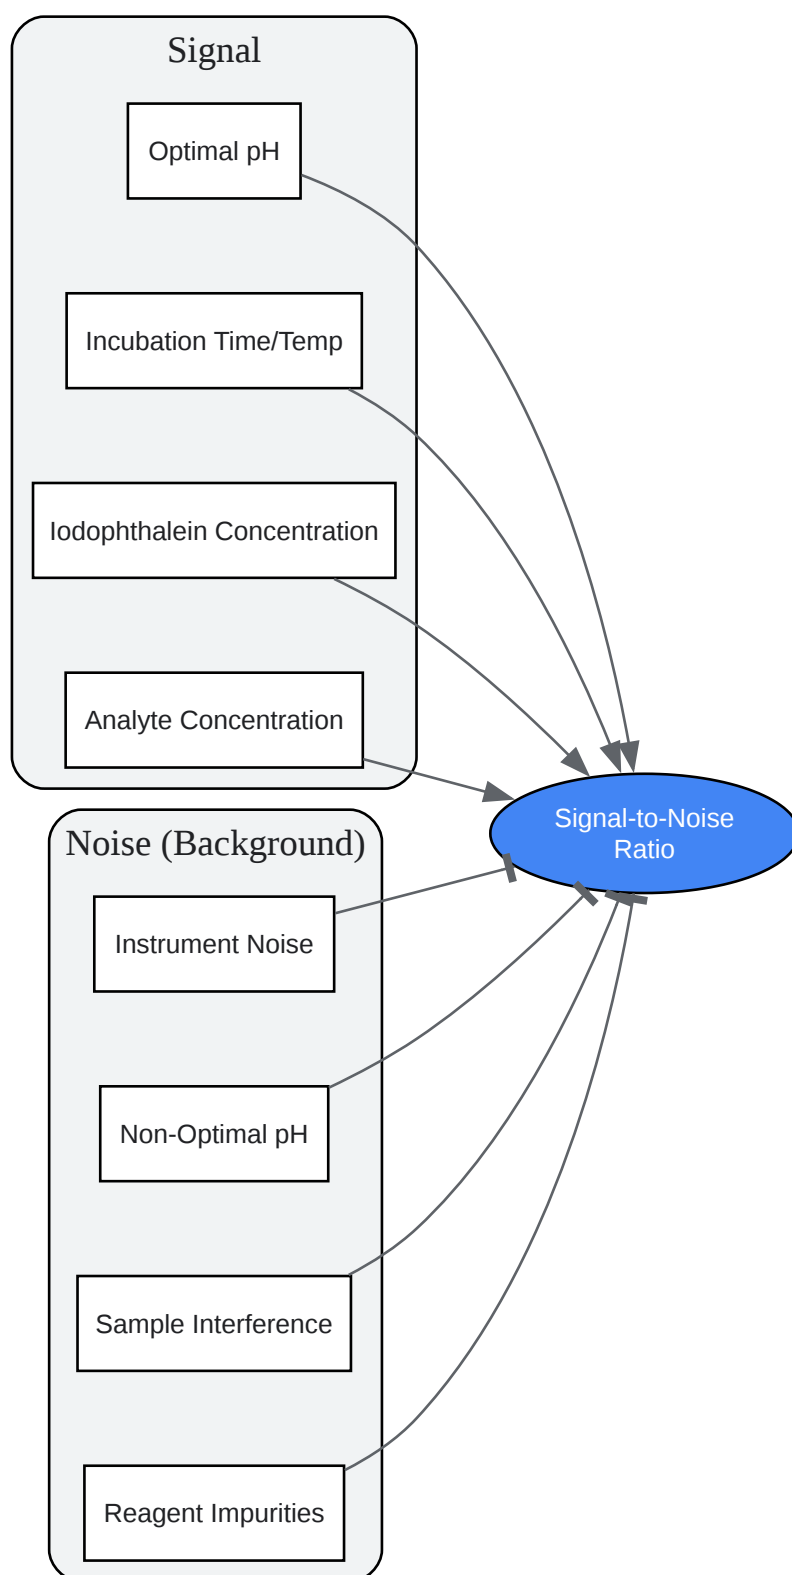 Signal
Optimal pH
Incubation Time/Temp
Iodophthalein Concentration
Analyte Concentration
Signal-to-Noise
Ratio
Noise (Background)
Instrument Noise
Non-Optimal pH
Sample Interference
Reagent Impurities